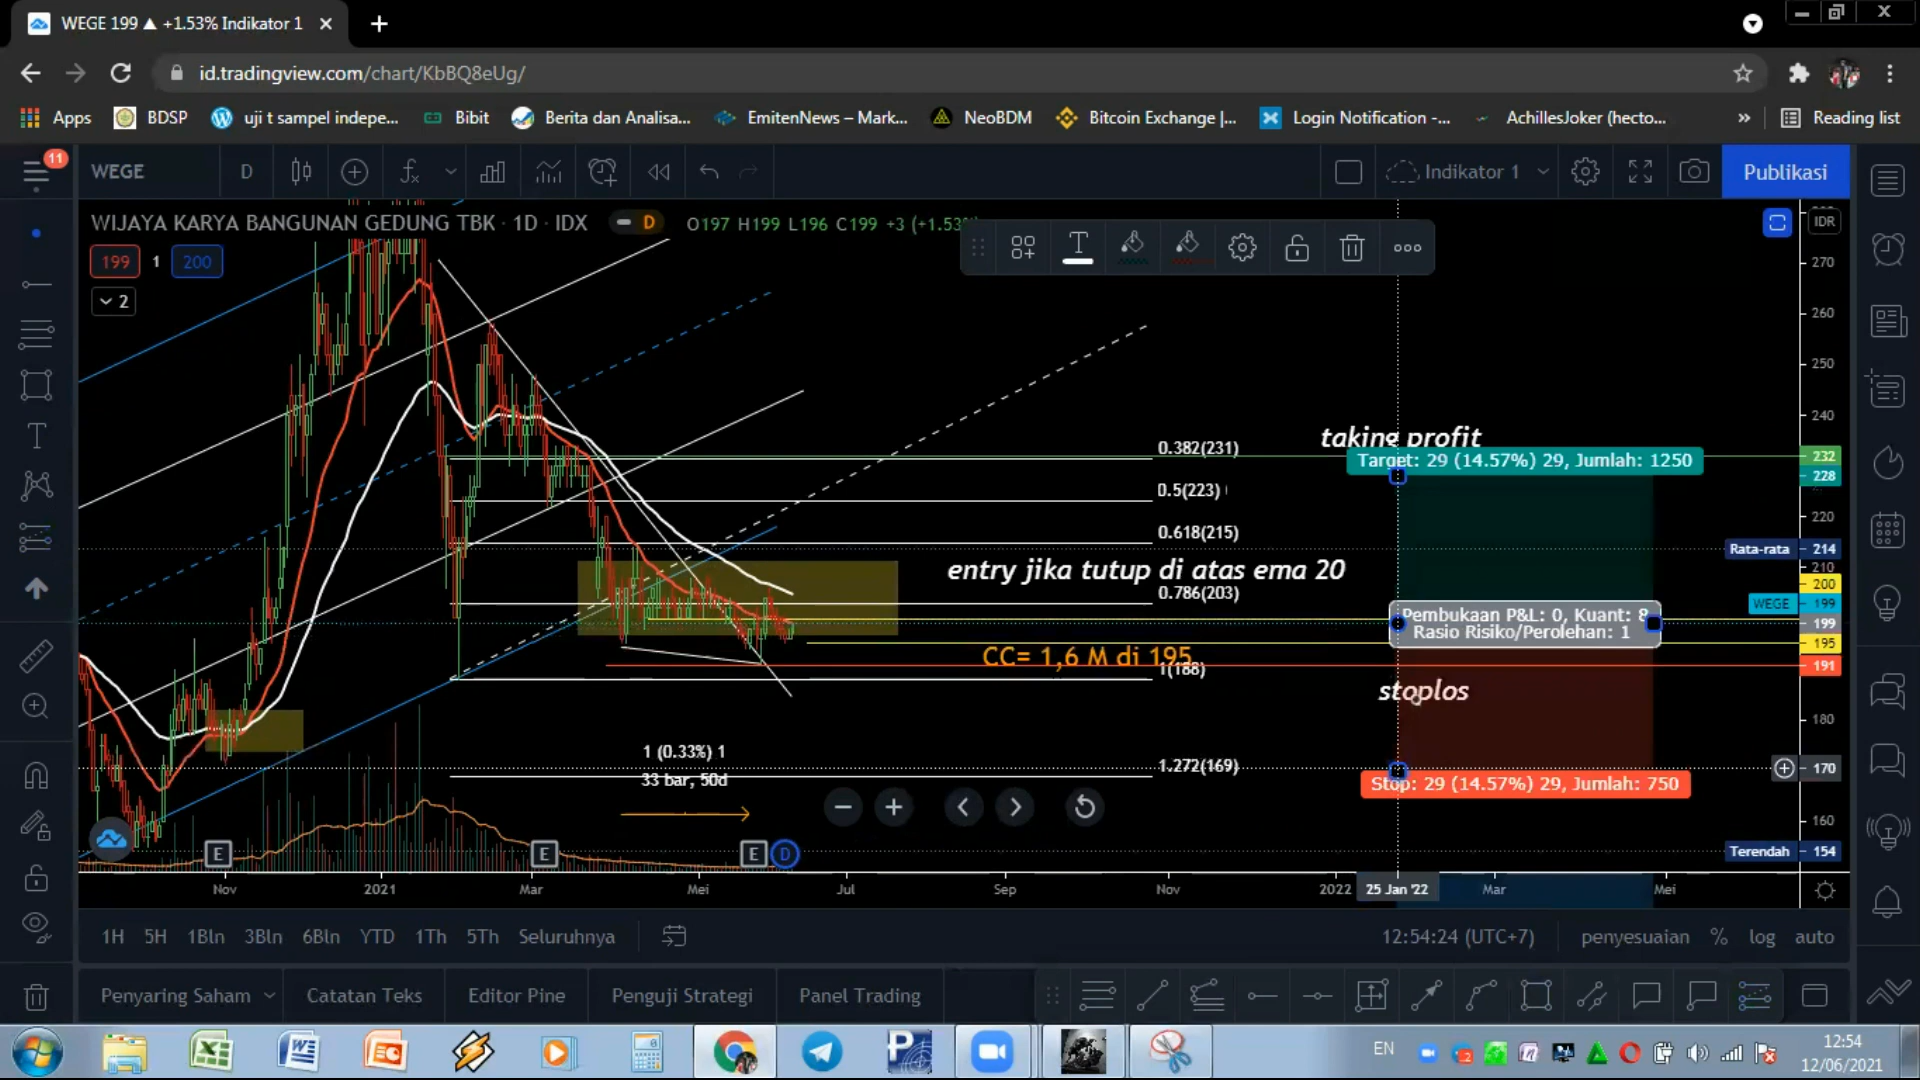 WEGE 199 ▲ +1.53% Indikator 1
id.tradingview.com/chart/KbBQ8eUg/
Apps BDSP uji t sampel indepe... Bibit Berita dan Analisa... EmitenNews – Mark... NeoBDM Bitcoin Exchange |... Login Notification -... AchillesJoker (hecto... » Reading list
11
WEGE D Indikator 1 Publikasi
WIJAYA KARYA BANGUNAN GEDUNG TBK · 1D · IDX D O197 H199 L196 C199 +3 (+1.53%
IDR
199 1 200
2
270
260
250
240
taking profit
0.382(231)
232
Target: 29 (14.57%) 29, Jumlah: 1250
228
0.5(223)
220
0.618(215)
Rata-rata 214
210
entry jika tutup di atas ema 20
200
0.786(203)
WEGE 199
Pembukaan P&L: 0, Kuant: 8
199
Rasio Risiko/Perolehan: 1
195
CC= 1,6 M di 195
1(188)
191
stoplos
180
1 (0.33%) 1
1.272(169)
170
33 bar, 50d
Stop: 29 (14.57%) 29, Jumlah: 750
160
E E E D
Terendah 154
Nov 2021 Mar Mei Jul Sep Nov 2022 25 Jan '22 Mar Mei
1H 5H 1Bln 3Bln 6Bln YTD 1Th 5Th Seluruhnya 12:54:24 (UTC+7) penyesuaian % log auto
Penyaring Saham Catatan Teks Editor Pine Penguji Strategi Panel Trading
EN
12:54
12/06/2021